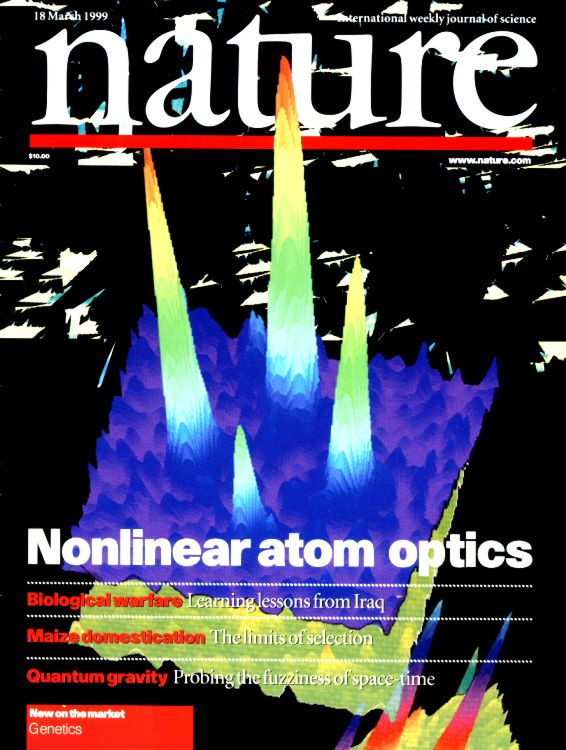 18 March 1999
international weekly journal of science
nature
$10.00
www.nature.com
Nonlinear atom optics
Biological warfare Learning lessons from Iraq
Maize domestication The limits of selection
Quantum gravity Probing the fuzziness of space-time
New on the market
Genetics